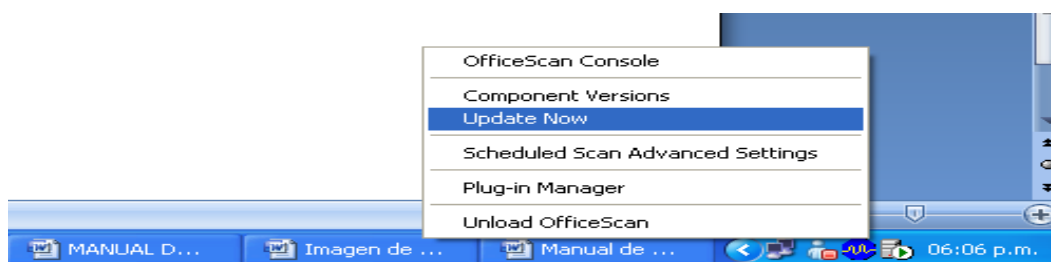 OfficeScan Console
Component Versions
Update Now
Scheduled Scan Advanced Settings
Plug-in Manager
Unload OfficeScan
MANUAL D... Imagen de ... Manual de ... 06:06 p.m.